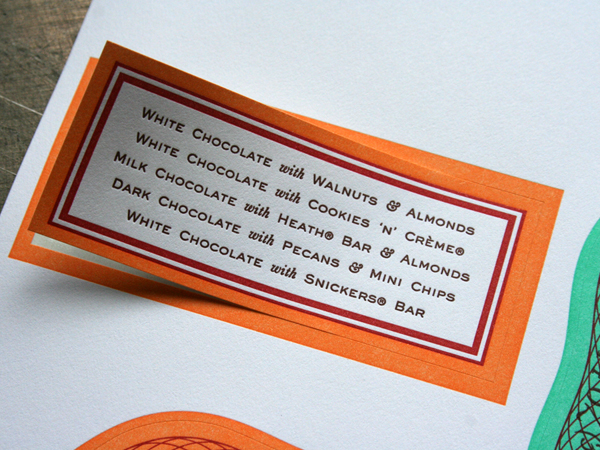 White Chocolate with Walnuts & Almonds
White Chocolate with Cookies 'n' Crème®
Milk Chocolate with Heath® Bar & Almonds
Dark Chocolate with Pecans & Mini Chips
White Chocolate with Snickers® Bar